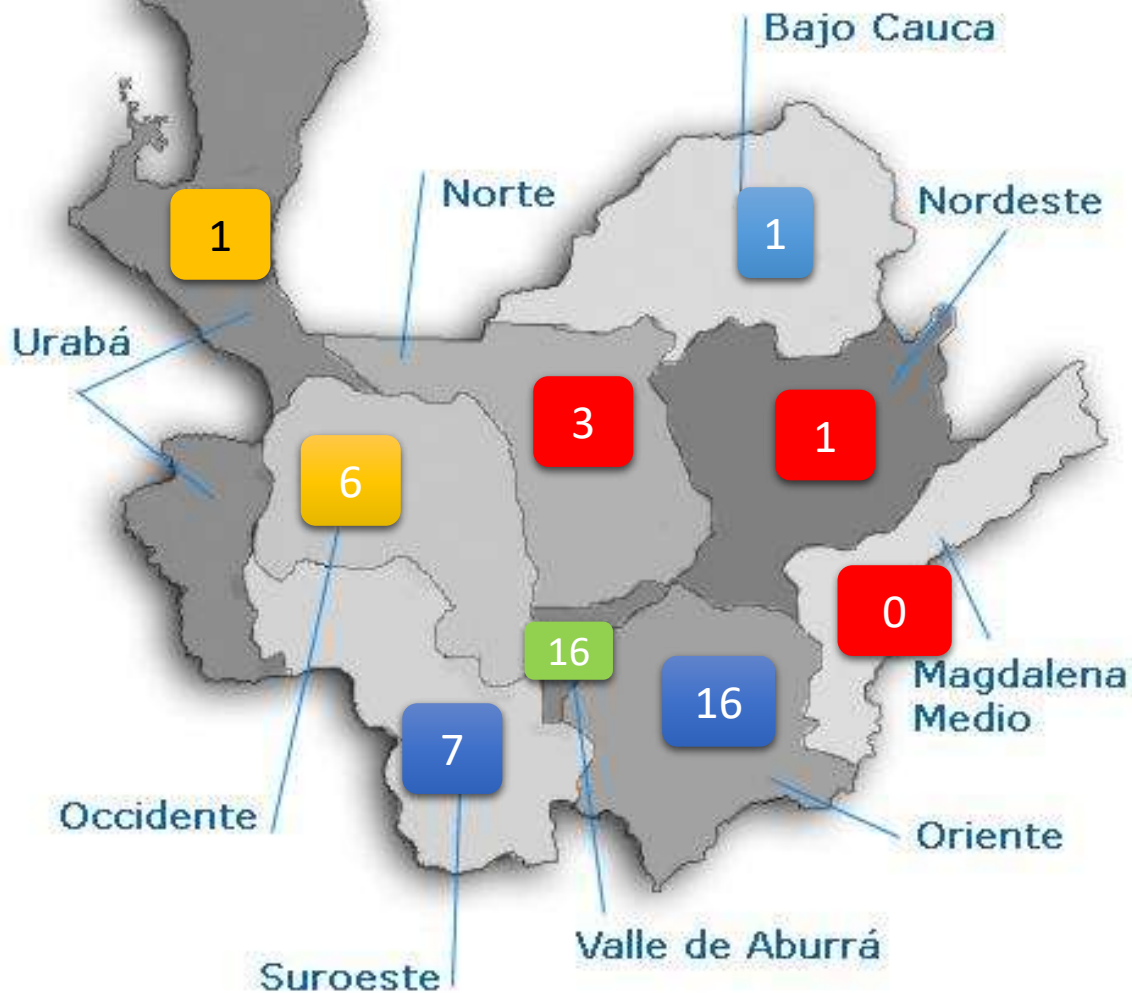 Bajo Cauca
Norte
Nordeste
1
1
Urabá
3
1
6
0
16
16
Magdalena
Medio
7
Occidente
Oriente
Valle de Aburrá
Suroeste